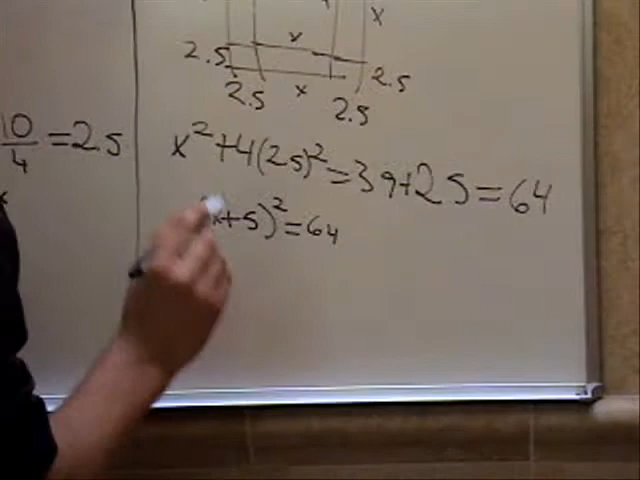 x
x
2.5
2.5
2.5 x 2.5
10/4 = 2.5
x² + 4(2.5)² = 39 + 25 = 64
(x+5)² = 64